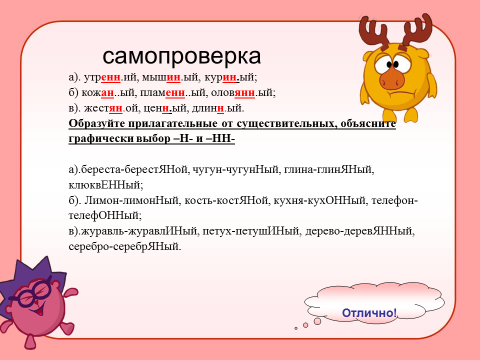 самопроверка
а). утренн.ий, мышин.ый, курин.ый;
б) кожан..ый, пламенн..ый, оловянн.ый;
в). жестян.ой, ценн.ый, длинн.ый.
Образуйте прилагательные от существительных, объясните
графически выбор –Н- и –НН-
а).береста-берестЯНой, чугун-чугунНый, глина-глинЯНый,
клюквЕННый;
б). Лимон-лимонНый, кость-костЯНой, кухня-кухОННый, телефон-
телефОННый;
в).журавль-журавлИНый, петух-петушИНый, дерево-деревЯННый,
серебро-серебрЯНый.
Отлично!